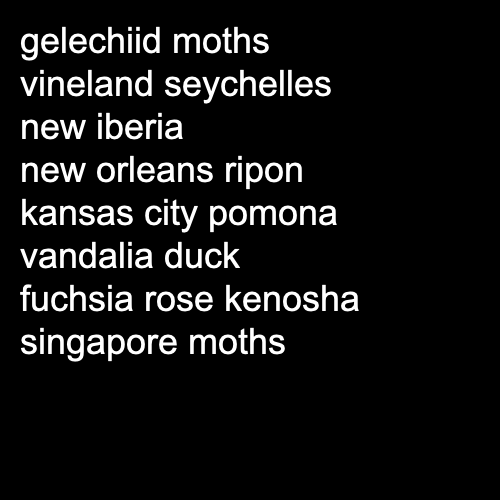 gelechiid moths
vineland seychelles
new iberia
new orleans ripon
kansas city pomona
vandalia duck
fuchsia rose kenosha
singapore moths